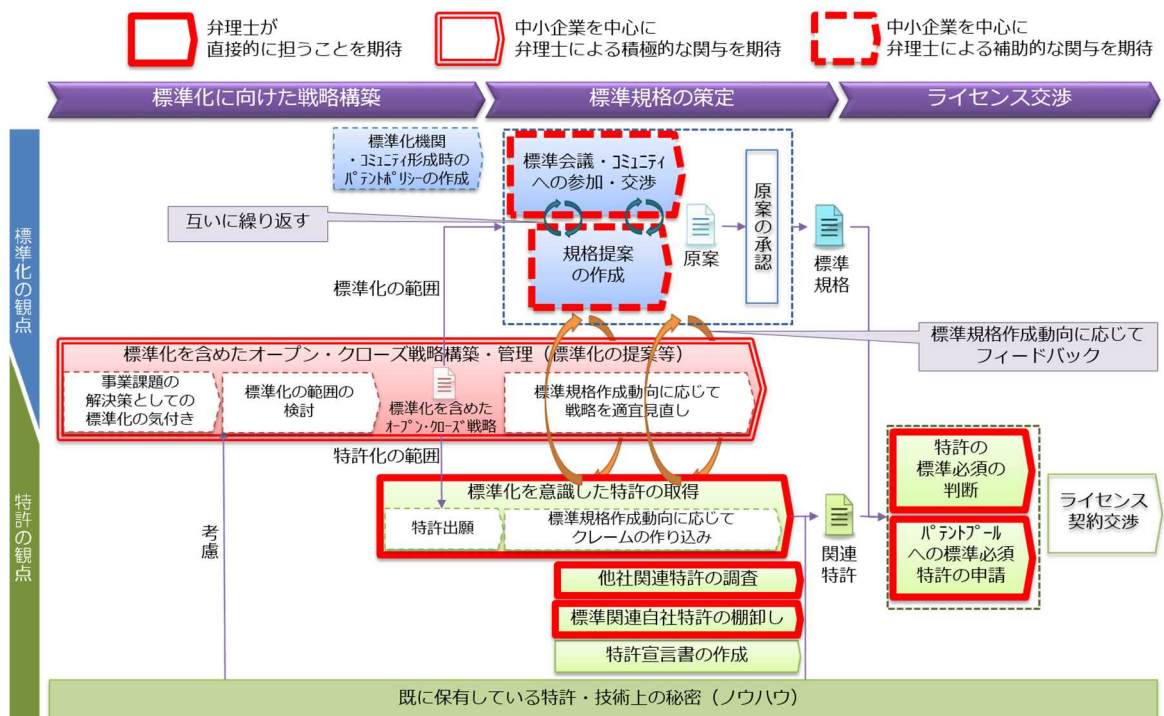 弁理士が
直接的に担うことを期待
中小企業を中心に
弁理士による積極的な関与を期待
中小企業を中心に
弁理士による補助的な関与を期待
標準化に向けた戦略構築
標準規格の策定
ライセンス交渉
標準化の観点
特許の観点
標準化機関
・コミュニティ形成時の
パテントポリシーの作成
標準会議・コミュニティ
への参加・交渉
互いに繰り返す
規格提案
の作成
原案
原案の承認
標準
規格
標準化の範囲
標準規格作成動向に応じて
フィードバック
標準化を含めたオープン・クローズ戦略構築・管理（標準化の提案等）
事業課題の
解決策としての
標準化の気付き
標準化の範囲の
検討
標準化を含めた
オープン・クローズ戦略
標準規格作成動向に応じて
戦略を適宜見直し
特許化の範囲
標準化を意識した特許の取得
特許出願
標準規格作成動向に応じて
クレームの作り込み
関連
特許
特許の
標準必須の
判断
パテントプール
への標準必須
特許の申請
ライセンス
契約交渉
考慮
他社関連特許の調査
標準関連自社特許の棚卸し
特許宣言書の作成
既に保有している特許・技術上の秘密（ノウハウ）